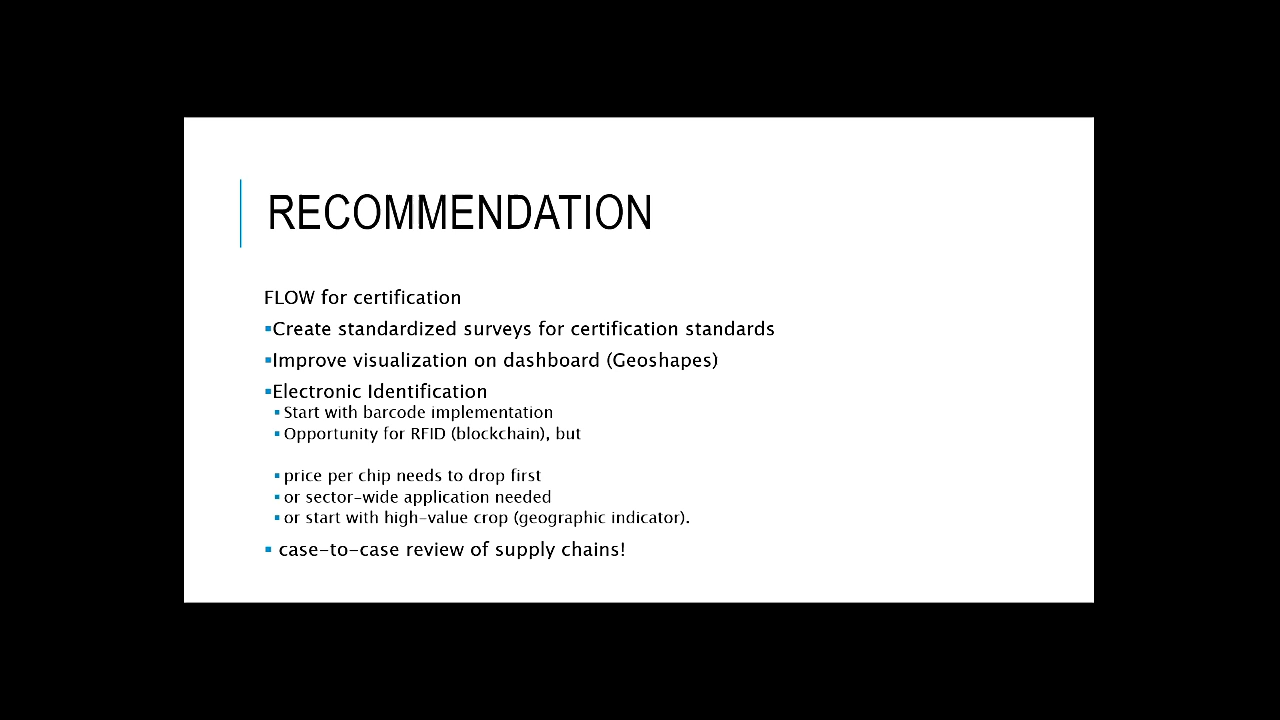 RECOMMENDATION
FLOW for certification
▪Create standardized surveys for certification standards
▪Improve visualization on dashboard (Geoshapes)
▪Electronic Identification
▪Start with barcode implementation
▪Opportunity for RFID (blockchain), but
▪price per chip needs to drop first
▪or sector-wide application needed
▪or start with high-value crop (geographic indicator).
▪ case-to-case review of supply chains!